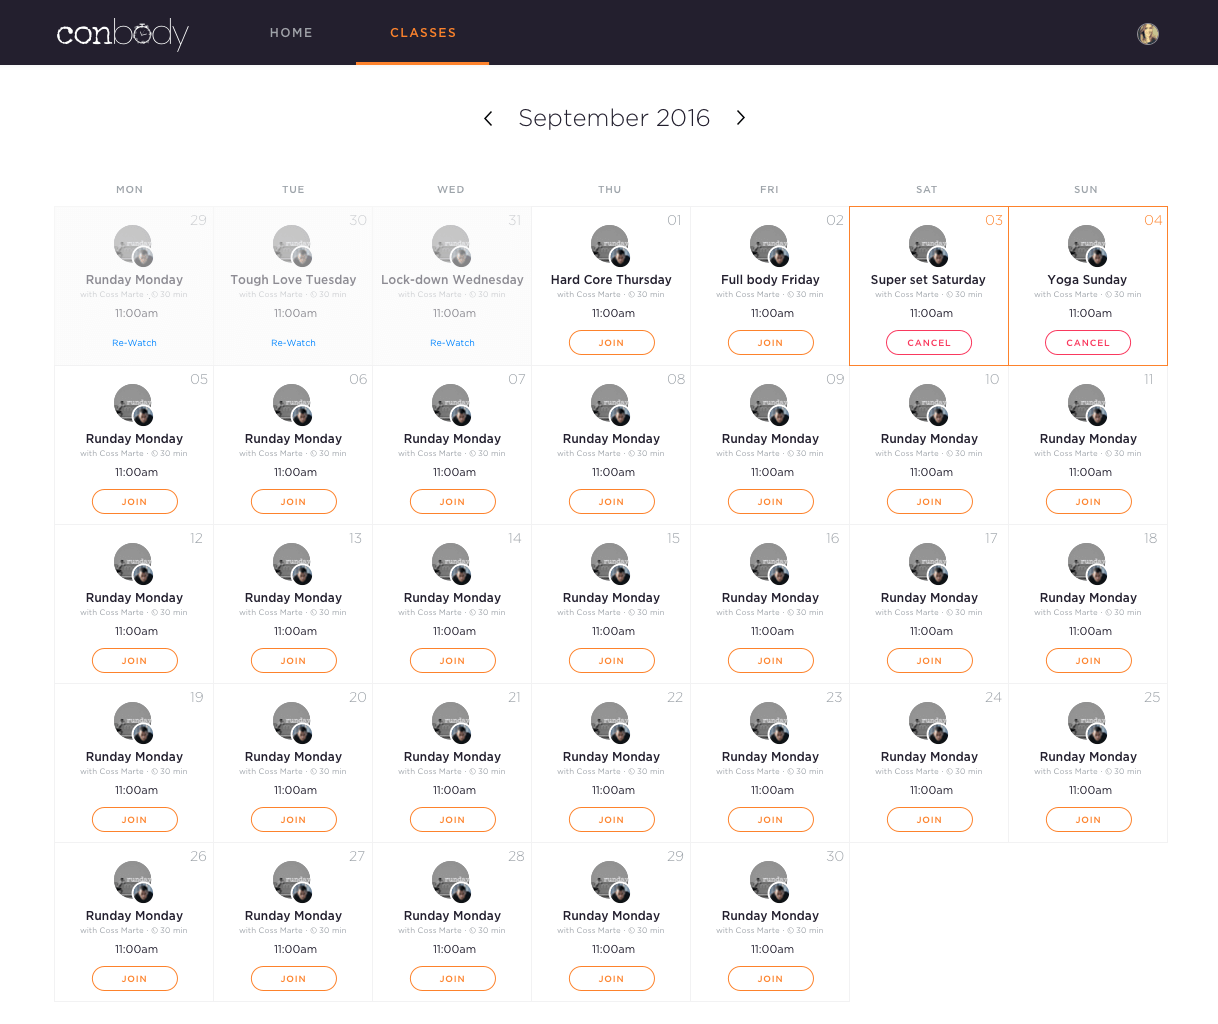 conbody HOME CLASSES
September 2016
MON TUE WED THU FRI SAT SUN
29 30 31 01 02 03 04
Runday Monday Tough Love Tuesday Lock-down Wednesday Hard Core Thursday Full body Friday Super set Saturday Yoga Sunday
with Coss Marte · 30 min with Coss Marte · 30 min with Coss Marte · 30 min with Coss Marte · 30 min with Coss Marte · 30 min with Coss Marte · 30 min with Coss Marte · 30 min
11:00am 11:00am 11:00am 11:00am 11:00am 11:00am 11:00am
Re-Watch Re-Watch Re-Watch JOIN JOIN CANCEL CANCEL
05 06 07 08 09 10 11
Runday Monday Runday Monday Runday Monday Runday Monday Runday Monday Runday Monday Runday Monday
with Coss Marte · 30 min with Coss Marte · 30 min with Coss Marte · 30 min with Coss Marte · 30 min with Coss Marte · 30 min with Coss Marte · 30 min with Coss Marte · 30 min
11:00am 11:00am 11:00am 11:00am 11:00am 11:00am 11:00am
JOIN JOIN JOIN JOIN JOIN JOIN JOIN
12 13 14 15 16 17 18
Runday Monday Runday Monday Runday Monday Runday Monday Runday Monday Runday Monday Runday Monday
with Coss Marte · 30 min with Coss Marte · 30 min with Coss Marte · 30 min with Coss Marte · 30 min with Coss Marte · 30 min with Coss Marte · 30 min with Coss Marte · 30 min
11:00am 11:00am 11:00am 11:00am 11:00am 11:00am 11:00am
JOIN JOIN JOIN JOIN JOIN JOIN JOIN
19 20 21 22 23 24 25
Runday Monday Runday Monday Runday Monday Runday Monday Runday Monday Runday Monday Runday Monday
with Coss Marte · 30 min with Coss Marte · 30 min with Coss Marte · 30 min with Coss Marte · 30 min with Coss Marte · 30 min with Coss Marte · 30 min with Coss Marte · 30 min
11:00am 11:00am 11:00am 11:00am 11:00am 11:00am 11:00am
JOIN JOIN JOIN JOIN JOIN JOIN JOIN
26 27 28 29 30
Runday Monday Runday Monday Runday Monday Runday Monday Runday Monday
with Coss Marte · 30 min with Coss Marte · 30 min with Coss Marte · 30 min with Coss Marte · 30 min with Coss Marte · 30 min
11:00am 11:00am 11:00am 11:00am 11:00am
JOIN JOIN JOIN JOIN JOIN